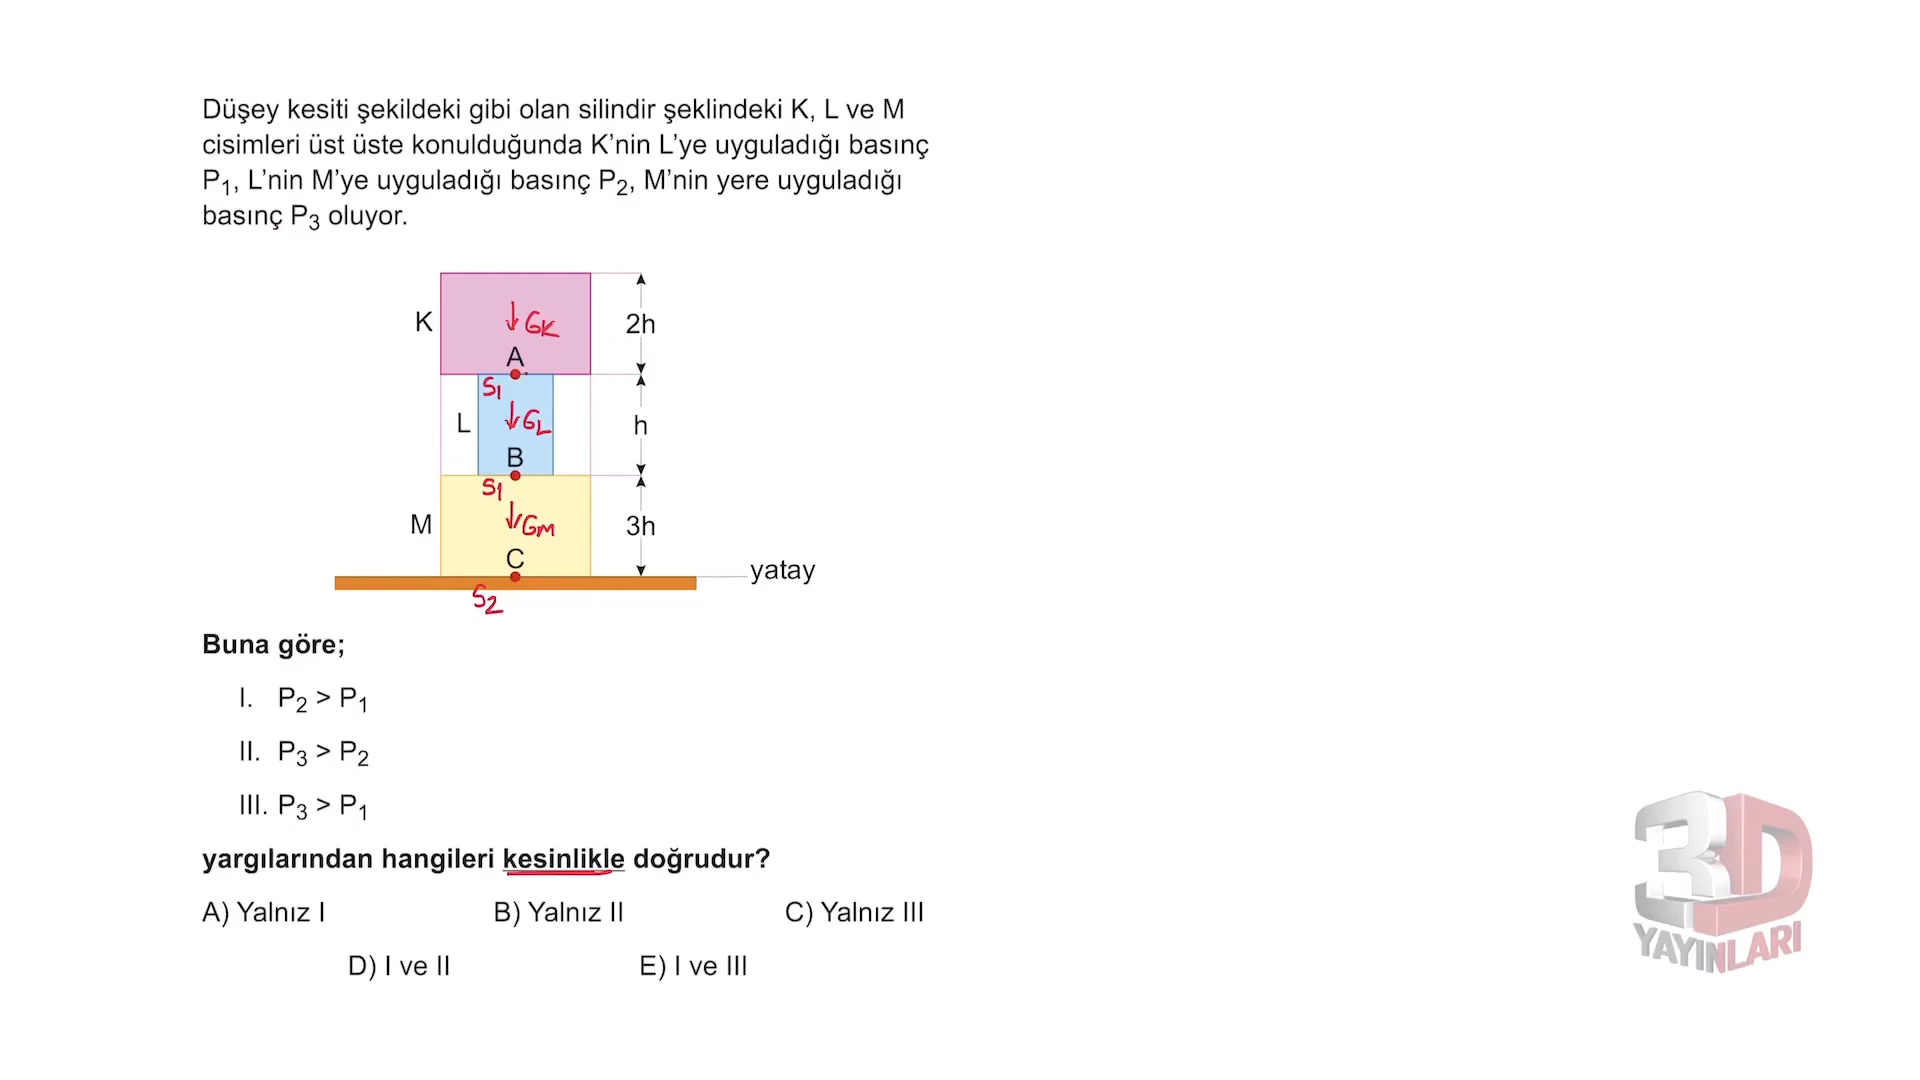 Düşey kesiti şekildeki gibi olan silindir şeklindeki K, L ve M
cisimleri üst üste konulduğunda K'nin L'ye uyguladığı basınç
P1, L'nin M'ye uyguladığı basınç P2, M'nin yere uyguladığı
basınç P3 oluyor.
K
GK
A
2h
S1
L
GL
B
h
S1
M
GM
C
3h
yatay
S2
Buna göre;
I. P2 > P1
II. P3 > P2
III. P3 > P1
yargılarından hangileri kesinlikle doğrudur?
A) Yalnız I B) Yalnız II C) Yalnız III
D) I ve II E) I ve III
3D
YAYINLARI